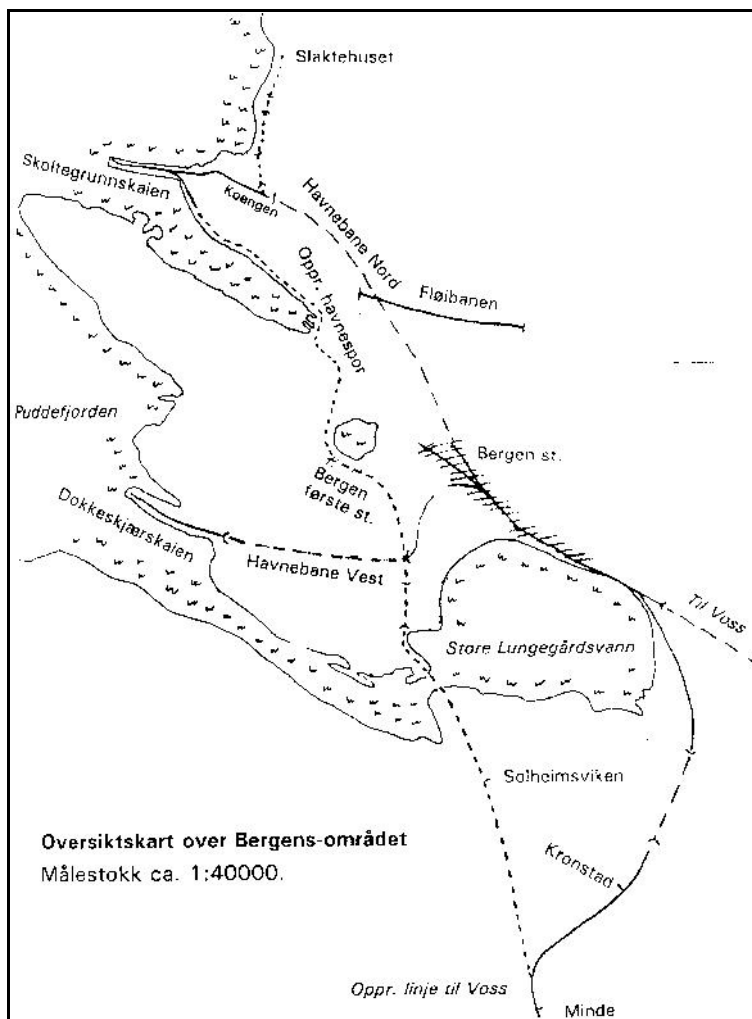 Slaktehuset
Skoltegrunnskaien
Koengen
Havnebane Nord
Oppr. havnespor
Fløibanen
Puddefjorden
Bergen st.
Bergen
første st.
Dokkeskjærskaien
Havnebane Vest
Til Voss
Store Lungegårdsvann
Solheimsviken
Oversiktskart over Bergens-området
Målestokk ca. 1:40000.
Kronstad
Oppr. linje til Voss
Minde